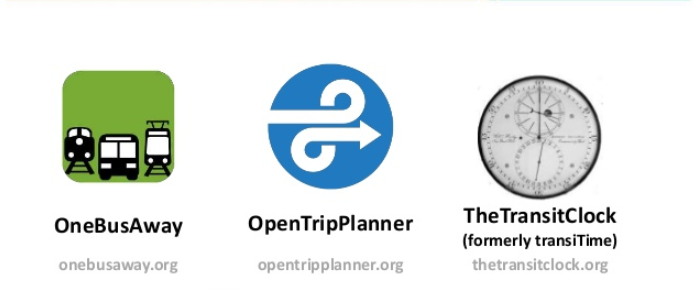 OneBusAway
onebusaway.org
OpenTripPlanner
opentripplanner.org
TheTransitClock
(formerly transiTime)
thetransitclock.org